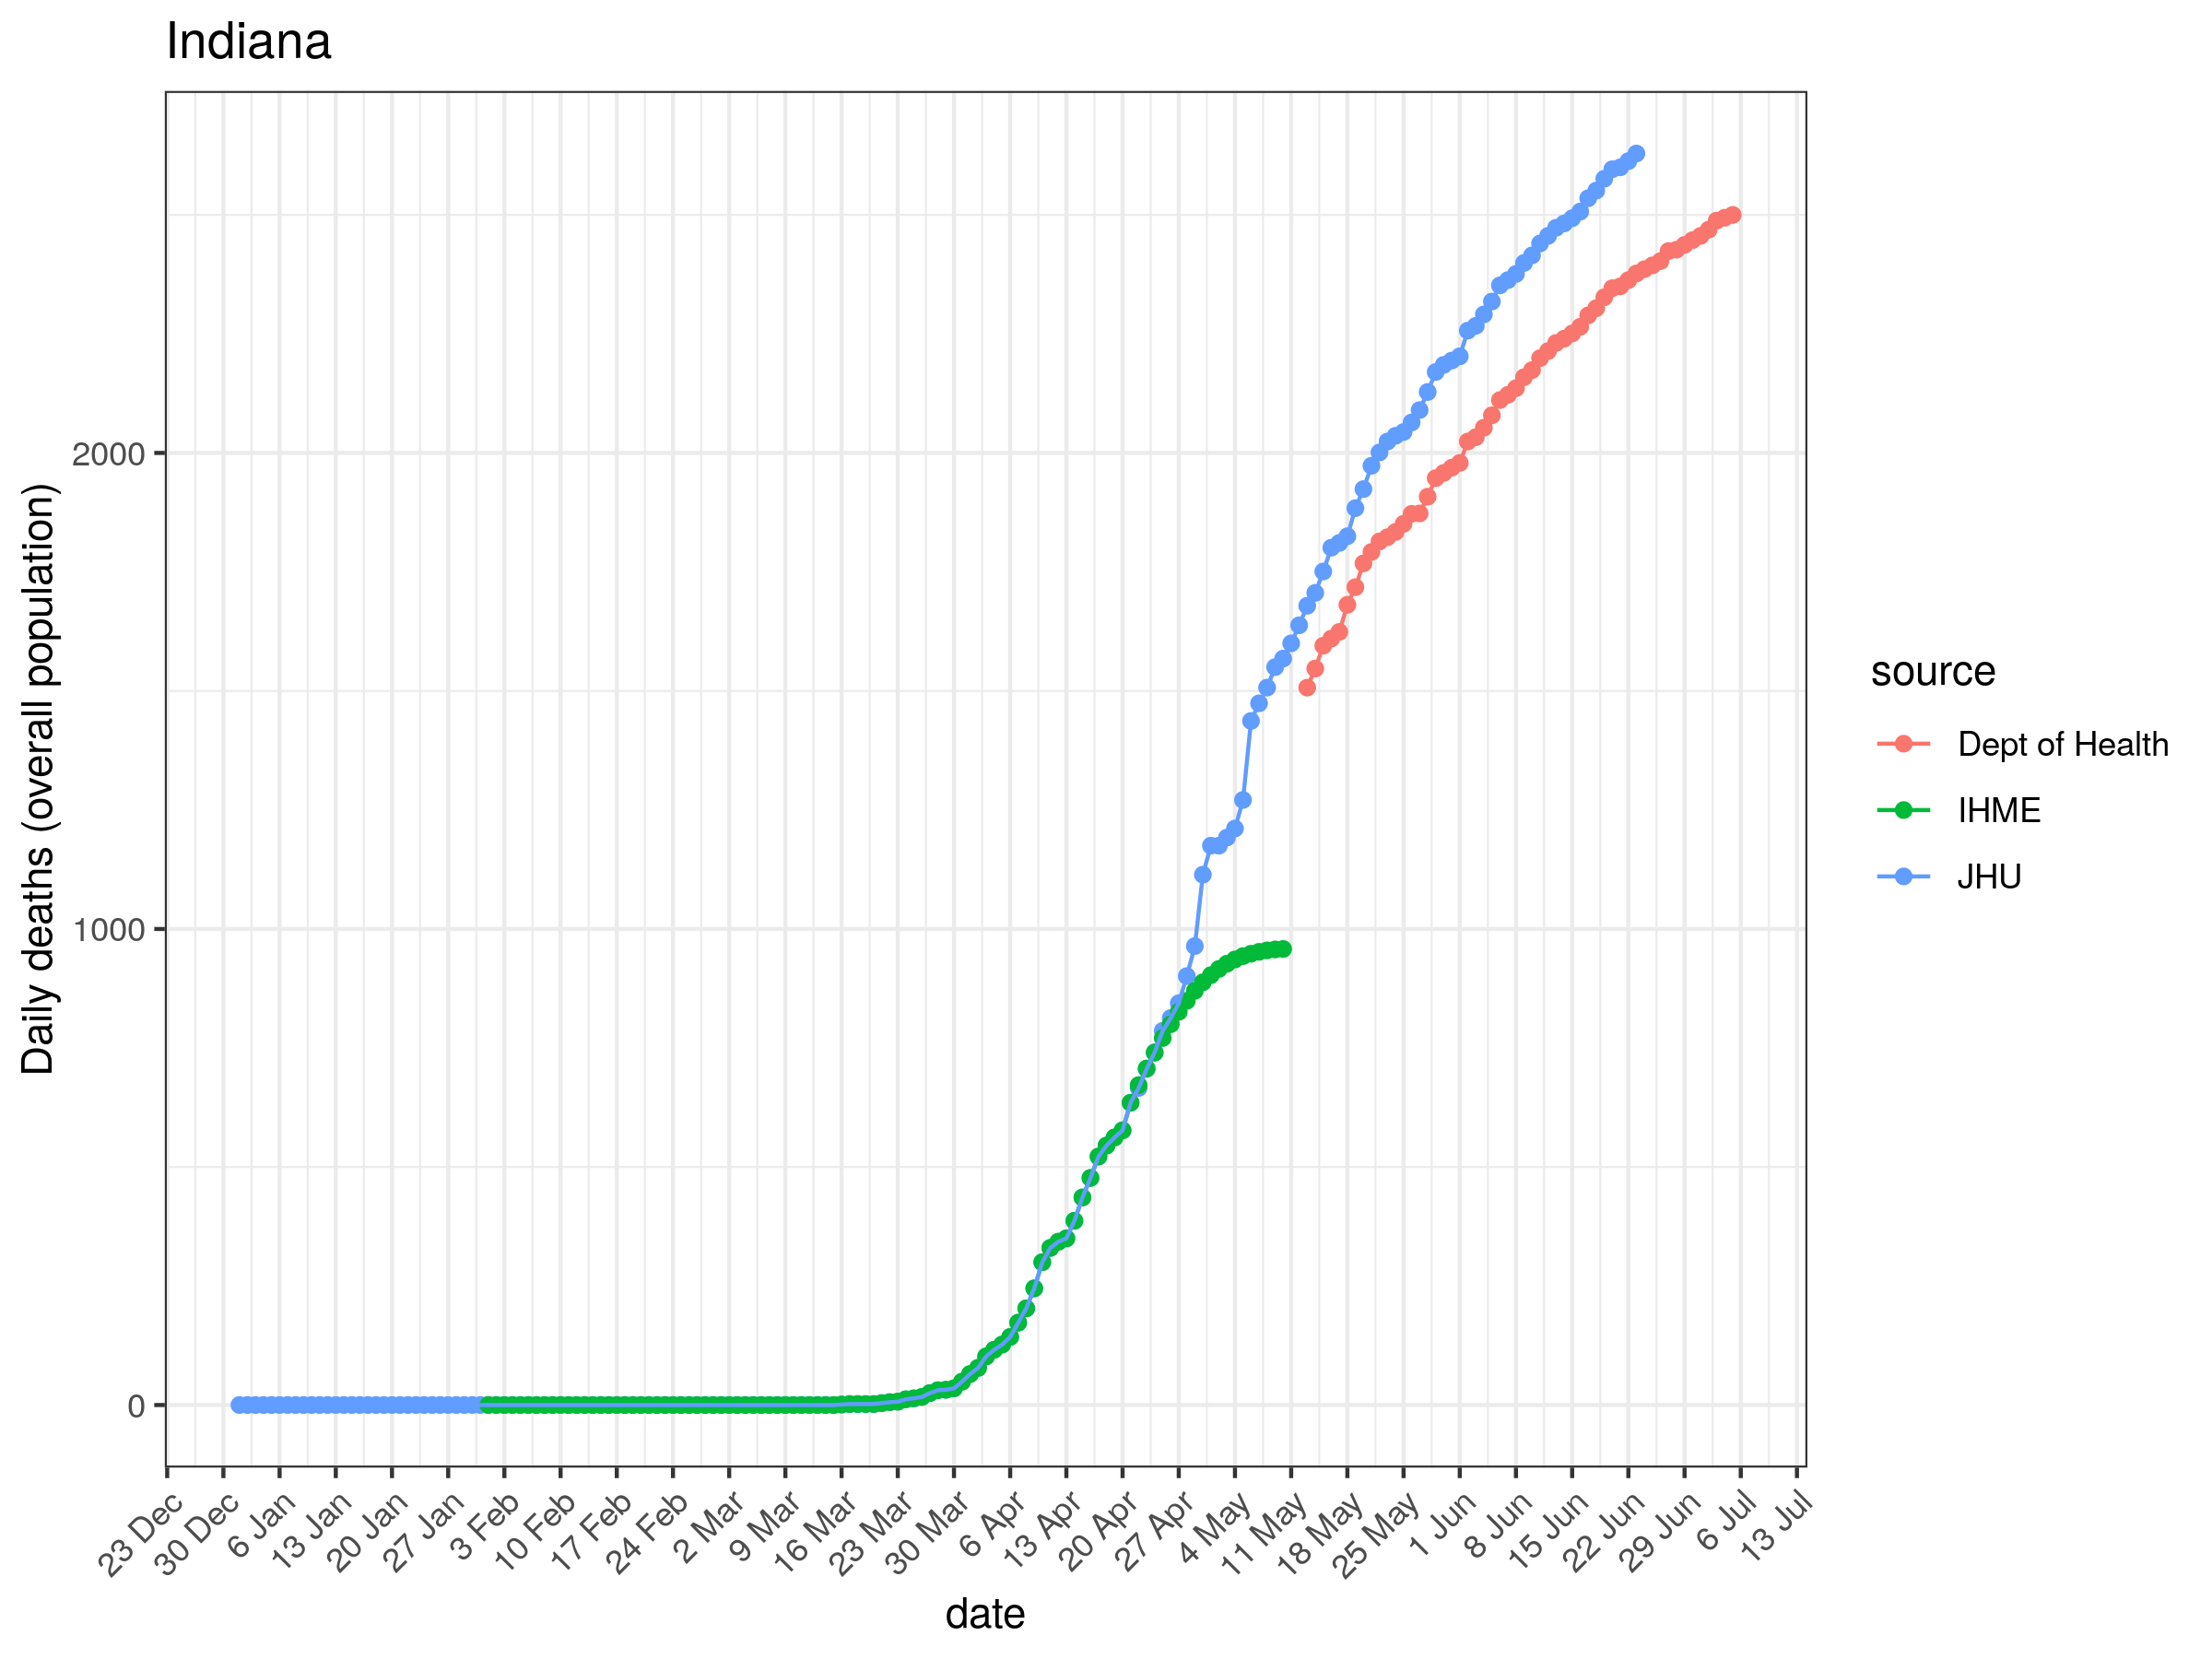 Indiana
Daily deaths (overall population)
2000
1000
0
23 Dec
30 Dec
6 Jan
13 Jan
20 Jan
27 Jan
3 Feb
10 Feb
17 Feb
24 Feb
2 Mar
9 Mar
16 Mar
23 Mar
30 Mar
6 Apr
13 Apr
20 Apr
27 Apr
4 May
11 May
18 May
25 May
1 Jun
8 Jun
15 Jun
22 Jun
29 Jun
6 Jul
13 Jul
date
source
Dept of Health
IHME
JHU